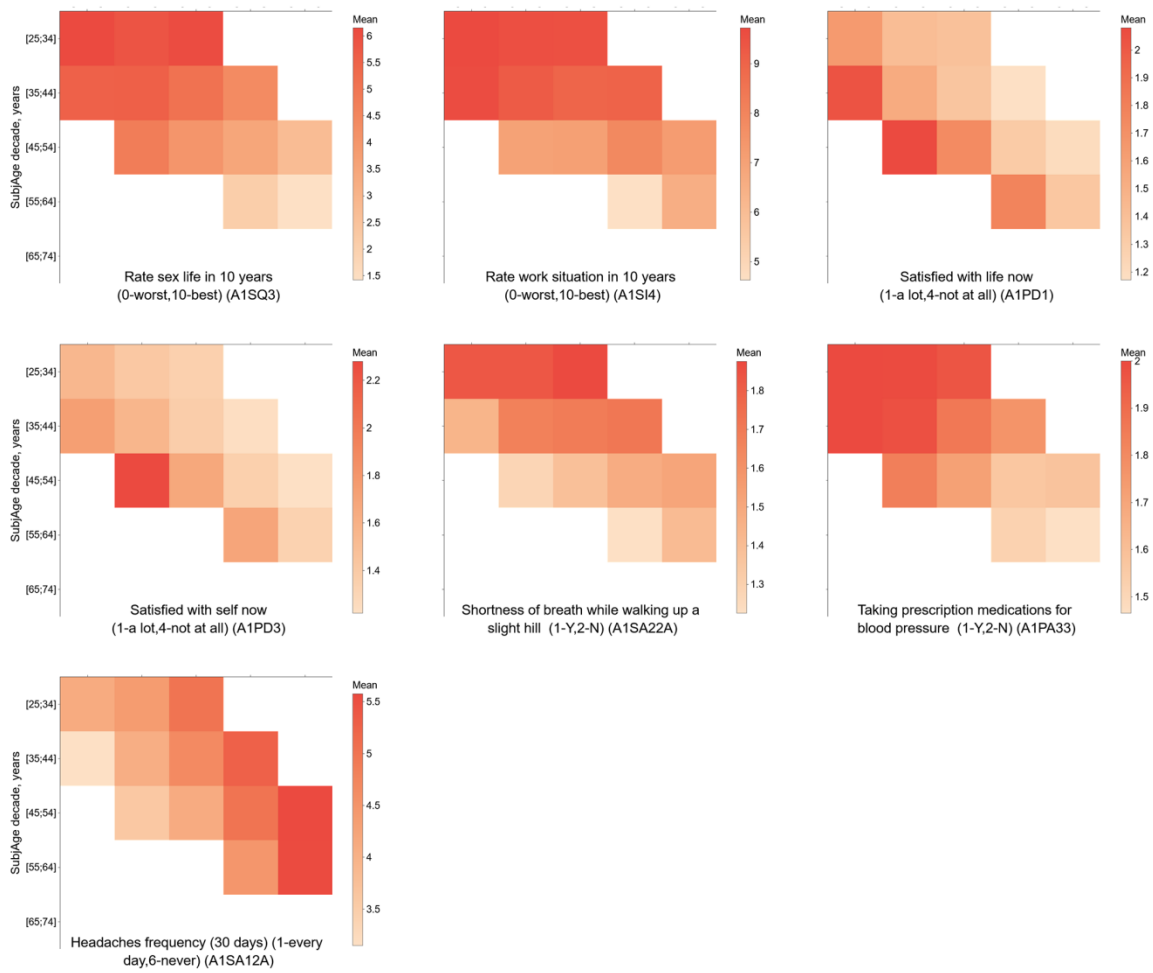 Mean
6
5.5
5
4.5
4
3.5
3
2.5
2
1.5
SubjAge decade, years
[25;34]
[35;44]
[45;54]
[55;64]
[65;74]
Rate sex life in 10 years
(0-worst,10-best) (A1SQ3)
Mean
9
8
7
6
5
Rate work situation in 10 years
(0-worst,10-best) (A1SI4)
Mean
2
1.9
1.8
1.7
1.6
1.5
1.4
1.3
1.2
Satisfied with life now
(1-a lot,4-not at all) (A1PD1)
Mean
2.2
2
1.8
1.6
1.4
SubjAge decade, years
[25;34]
[35;44]
[45;54]
[55;64]
[65;74]
Satisfied with self now
(1-a lot,4-not at all) (A1PD3)
Mean
1.8
1.7
1.6
1.5
1.4
1.3
Shortness of breath while walking up a
slight hill (1-Y,2-N) (A1SA22A)
Mean
2
1.9
1.8
1.7
1.6
1.5
Taking prescription medications for
blood pressure (1-Y,2-N) (A1PA33)
Mean
5.5
5
4.5
4
3.5
SubjAge decade, years
[25;34]
[35;44]
[45;54]
[55;64]
[65;74]
Headaches frequency (30 days) (1-every
day,6-never) (A1SA12A)